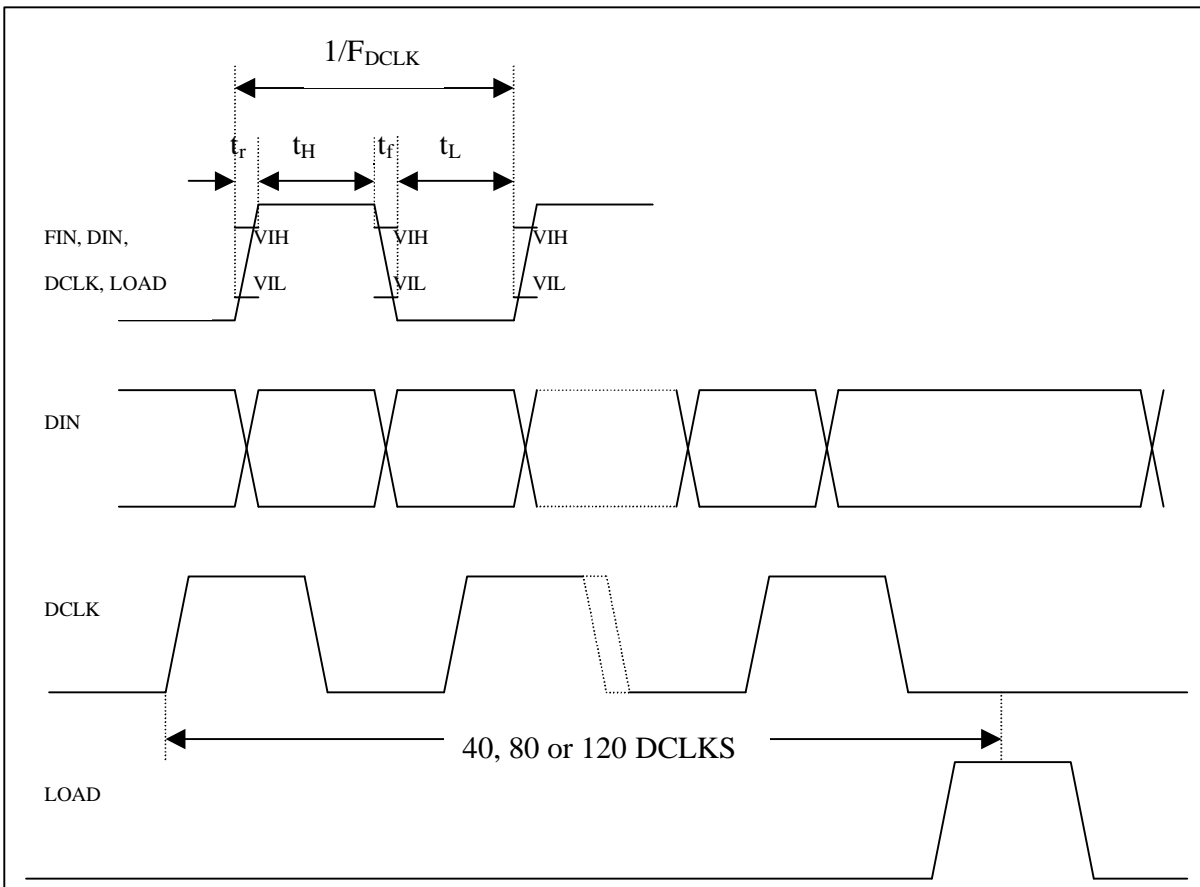 1/F_DCLK
t_r t_H t_f t_L
FIN, DIN, VIH VIH VIH
DCLK, LOAD VIL VIL VIL
DIN
DCLK
40, 80 or 120 DCLKS
LOAD